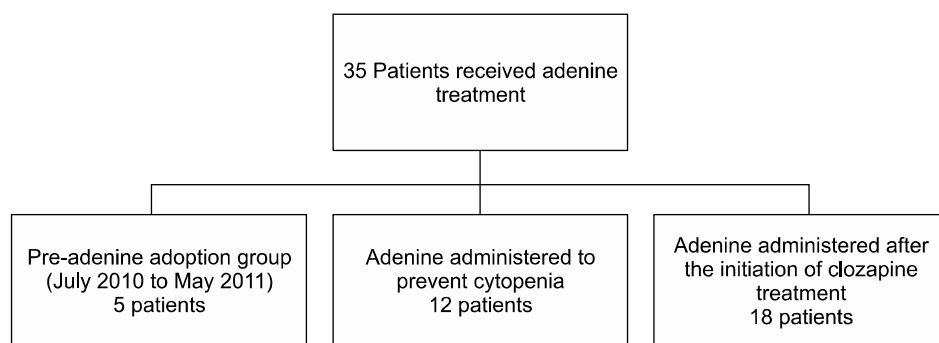 35 Patients received adenine
treatment
Pre-adenine adoption group
(July 2010 to May 2011)
5 patients
Adenine administered to
prevent cytopenia
12 patients
Adenine administered after
the initiation of clozapine
treatment
18 patients